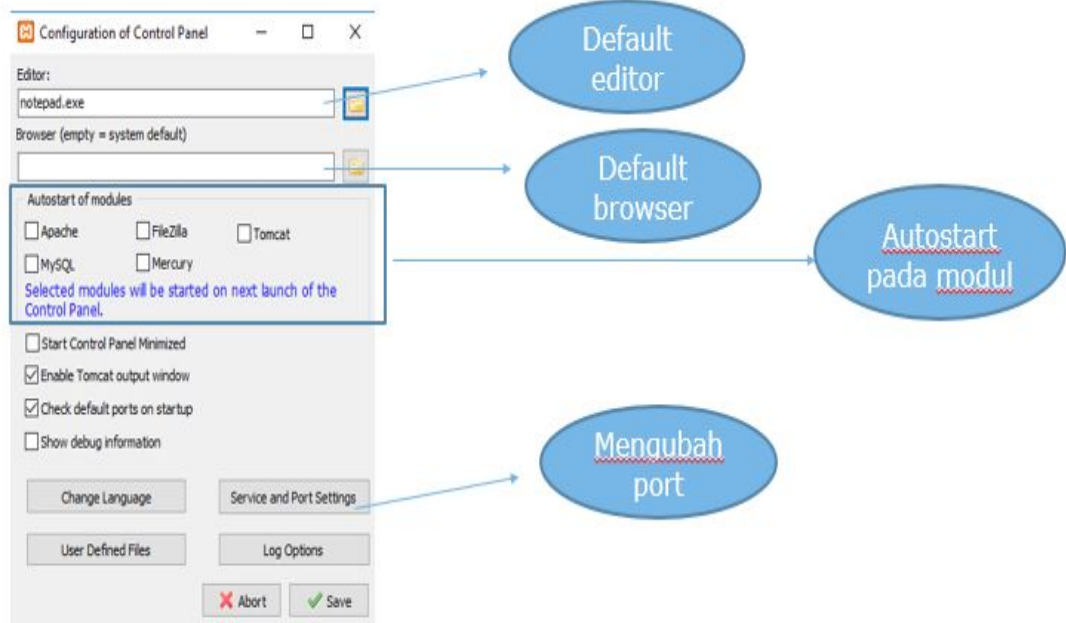 Configuration of Control Panel
Editor:
notepad.exe
Browser (empty = system default)
Autostart of modules
Apache
FileZilla
Tomcat
MySQL
Mercury
Selected modules will be started on next launch of the
Control Panel.
Start Control Panel Minimized
Enable Tomcat output window
Check default ports on startup
Show debug information
Change Language
Service and Port Settings
User Defined Files
Log Options
Abort
Save
Default
editor
Default
browser
Autostart
pada modul
Mengubah
port